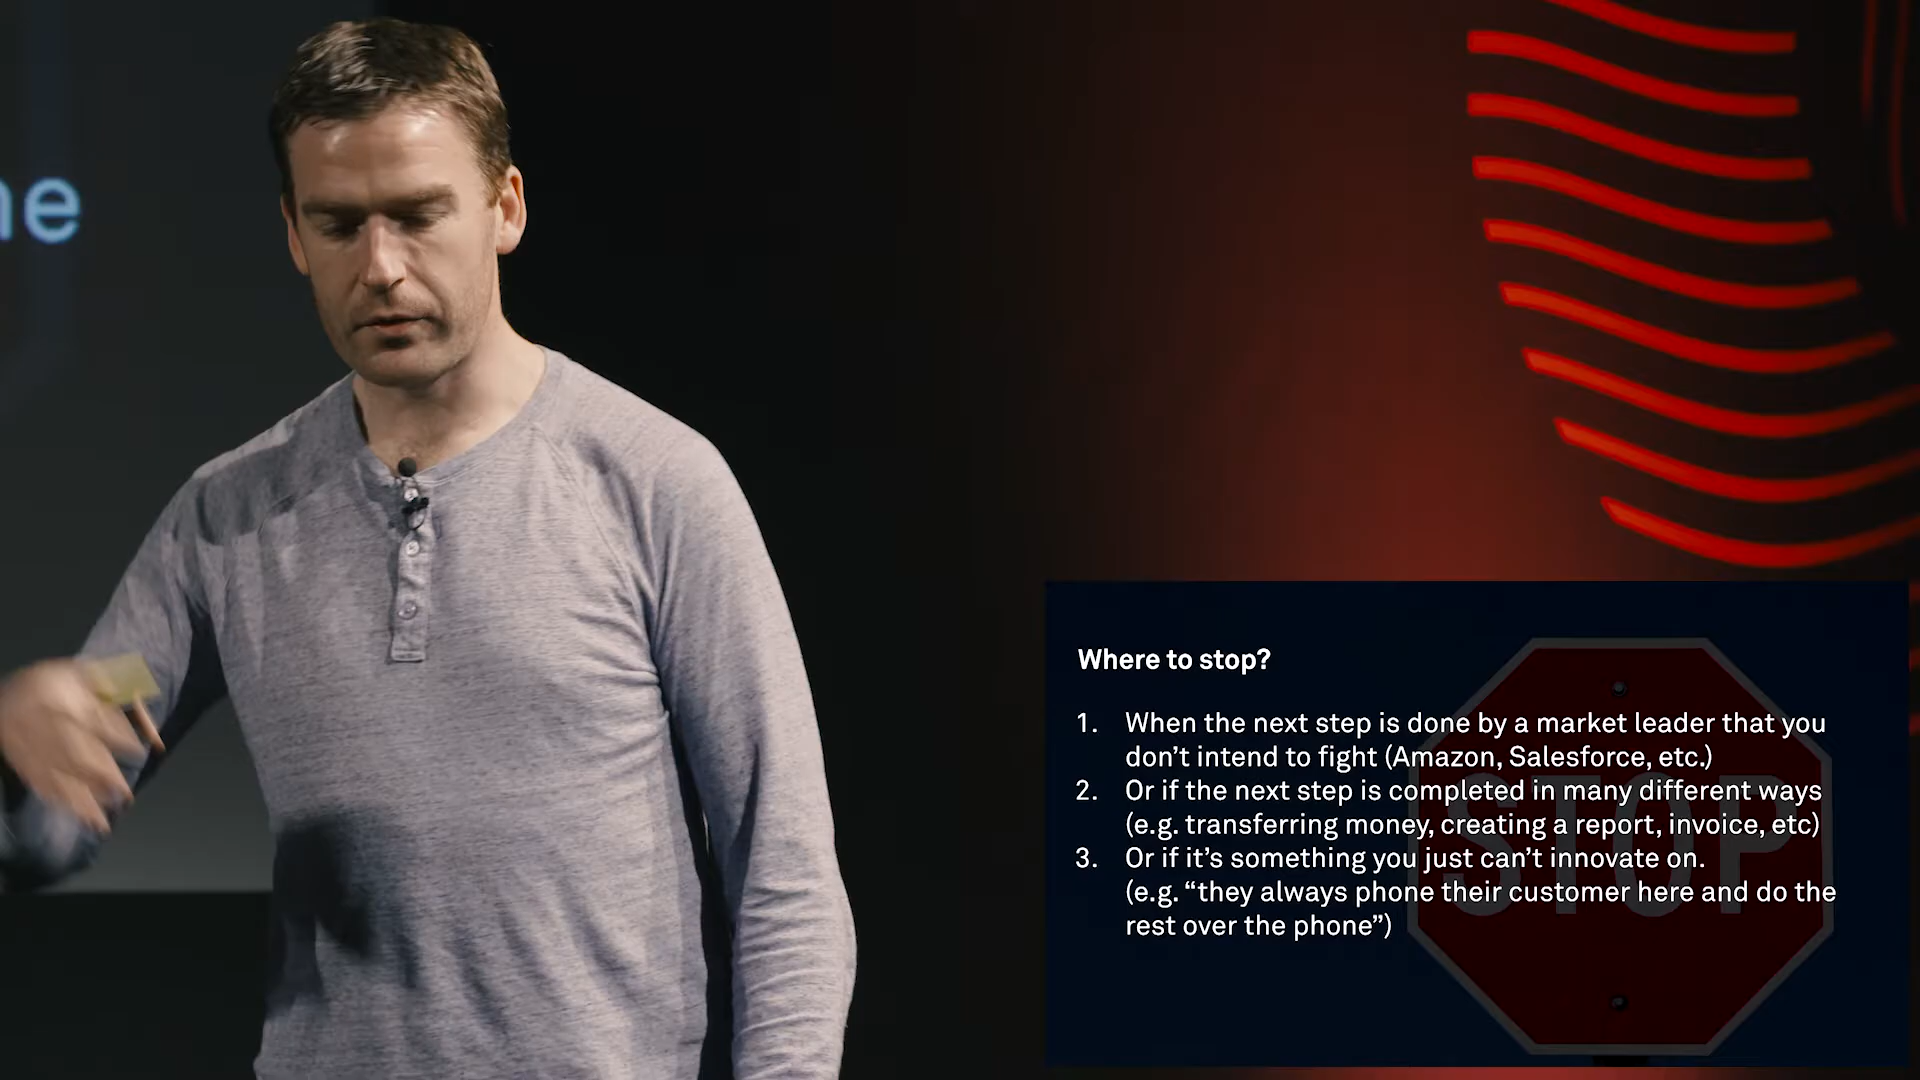 ne
Where to stop?
1. When the next step is done by a market leader that you
don’t intend to fight (Amazon, Salesforce, etc.)
2. Or if the next step is completed in many different ways
(e.g. transferring money, creating a report, invoice, etc)
3. Or if it’s something you just can’t innovate on.
(e.g. “they always phone their customer here and do the
rest over the phone”)
STOP